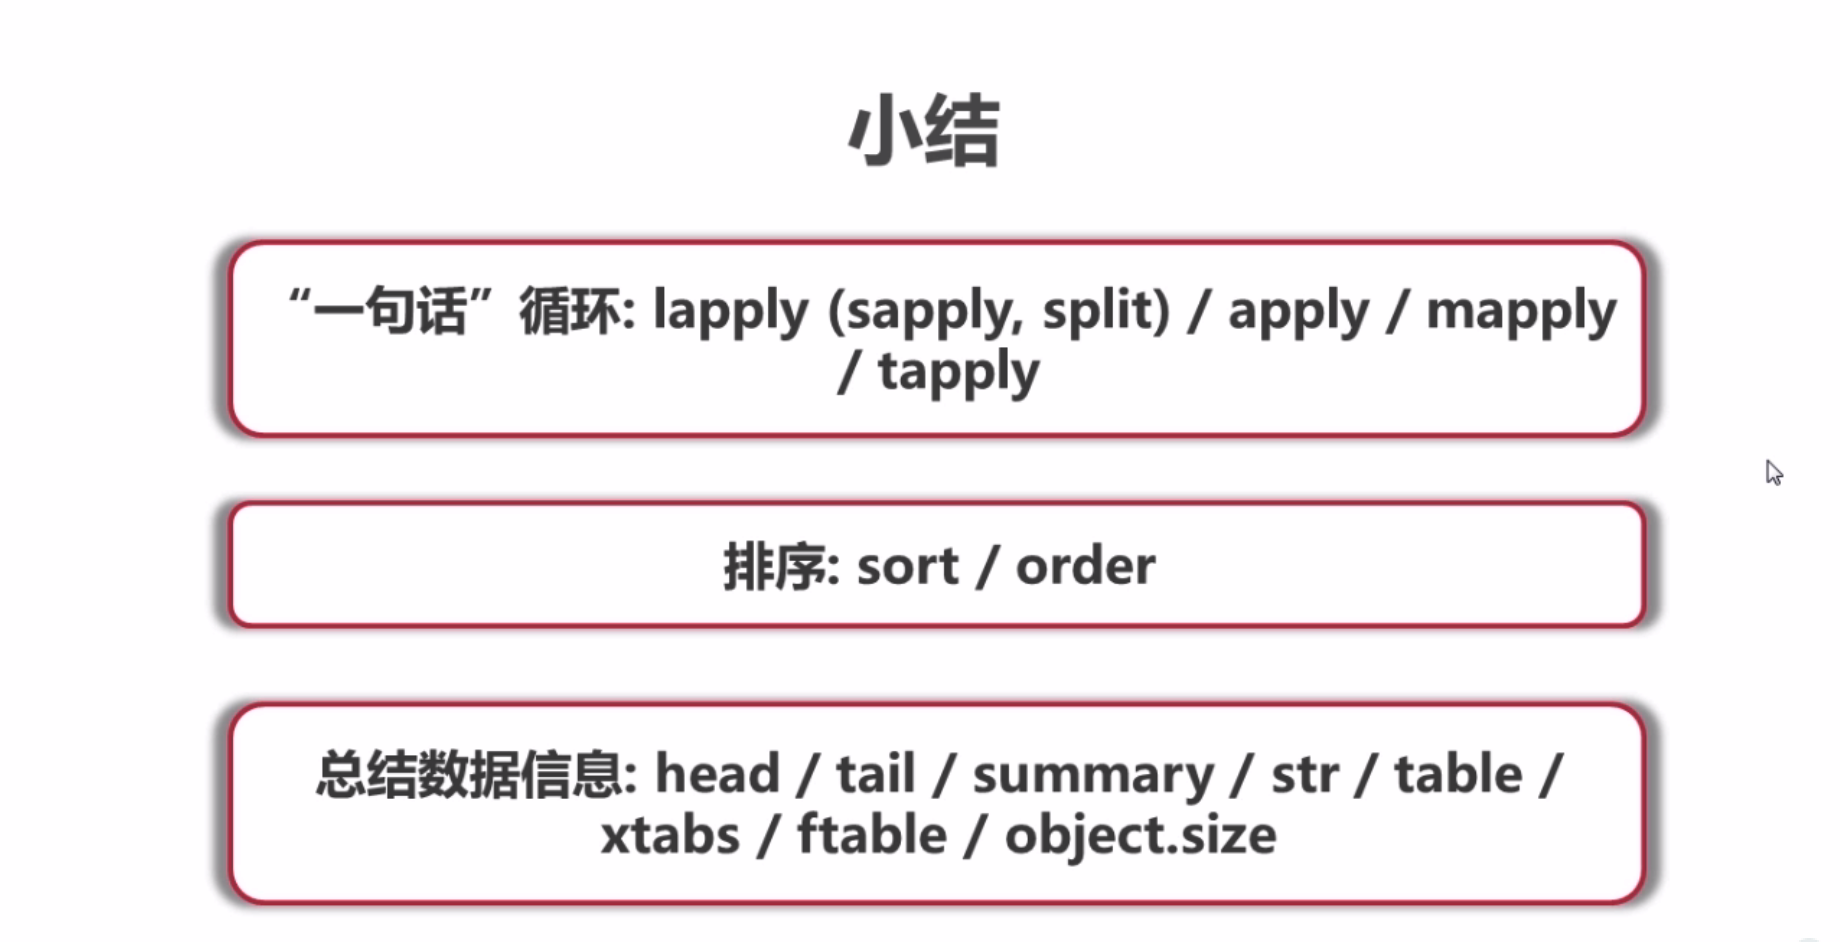 小结
“一句话”循环: lapply (sapply, split) / apply / mapply
/ tapply
排序: sort / order
总结数据信息: head / tail / summary / str / table /
xtabs / ftable / object.size